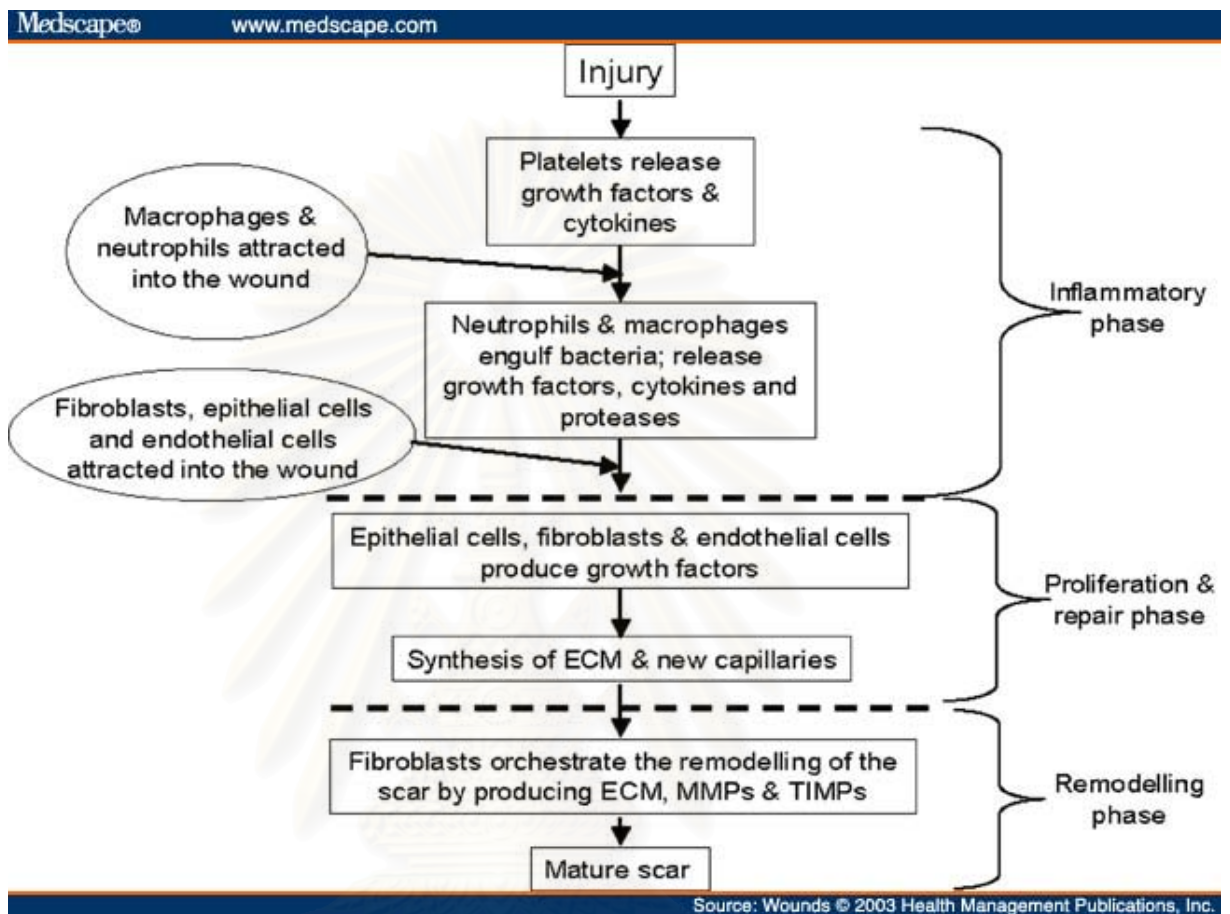 Medscape® www.medscape.com
Injury
Platelets release
growth factors &
cytokines
Macrophages &
neutrophils attracted
into the wound
Inflammatory
phase
Neutrophils & macrophages
engulf bacteria; release
growth factors, cytokines and
proteases
Fibroblasts, epithelial cells
and endothelial cells
attracted into the wound
Epithelial cells, fibroblasts & endothelial cells
produce growth factors
Proliferation &
repair phase
Synthesis of ECM & new capillaries
Fibroblasts orchestrate the remodelling of the
scar by producing ECM, MMPs & TIMPs
Remodelling
phase
Mature scar
Source: Wounds © 2003 Health Management Publications, Inc.